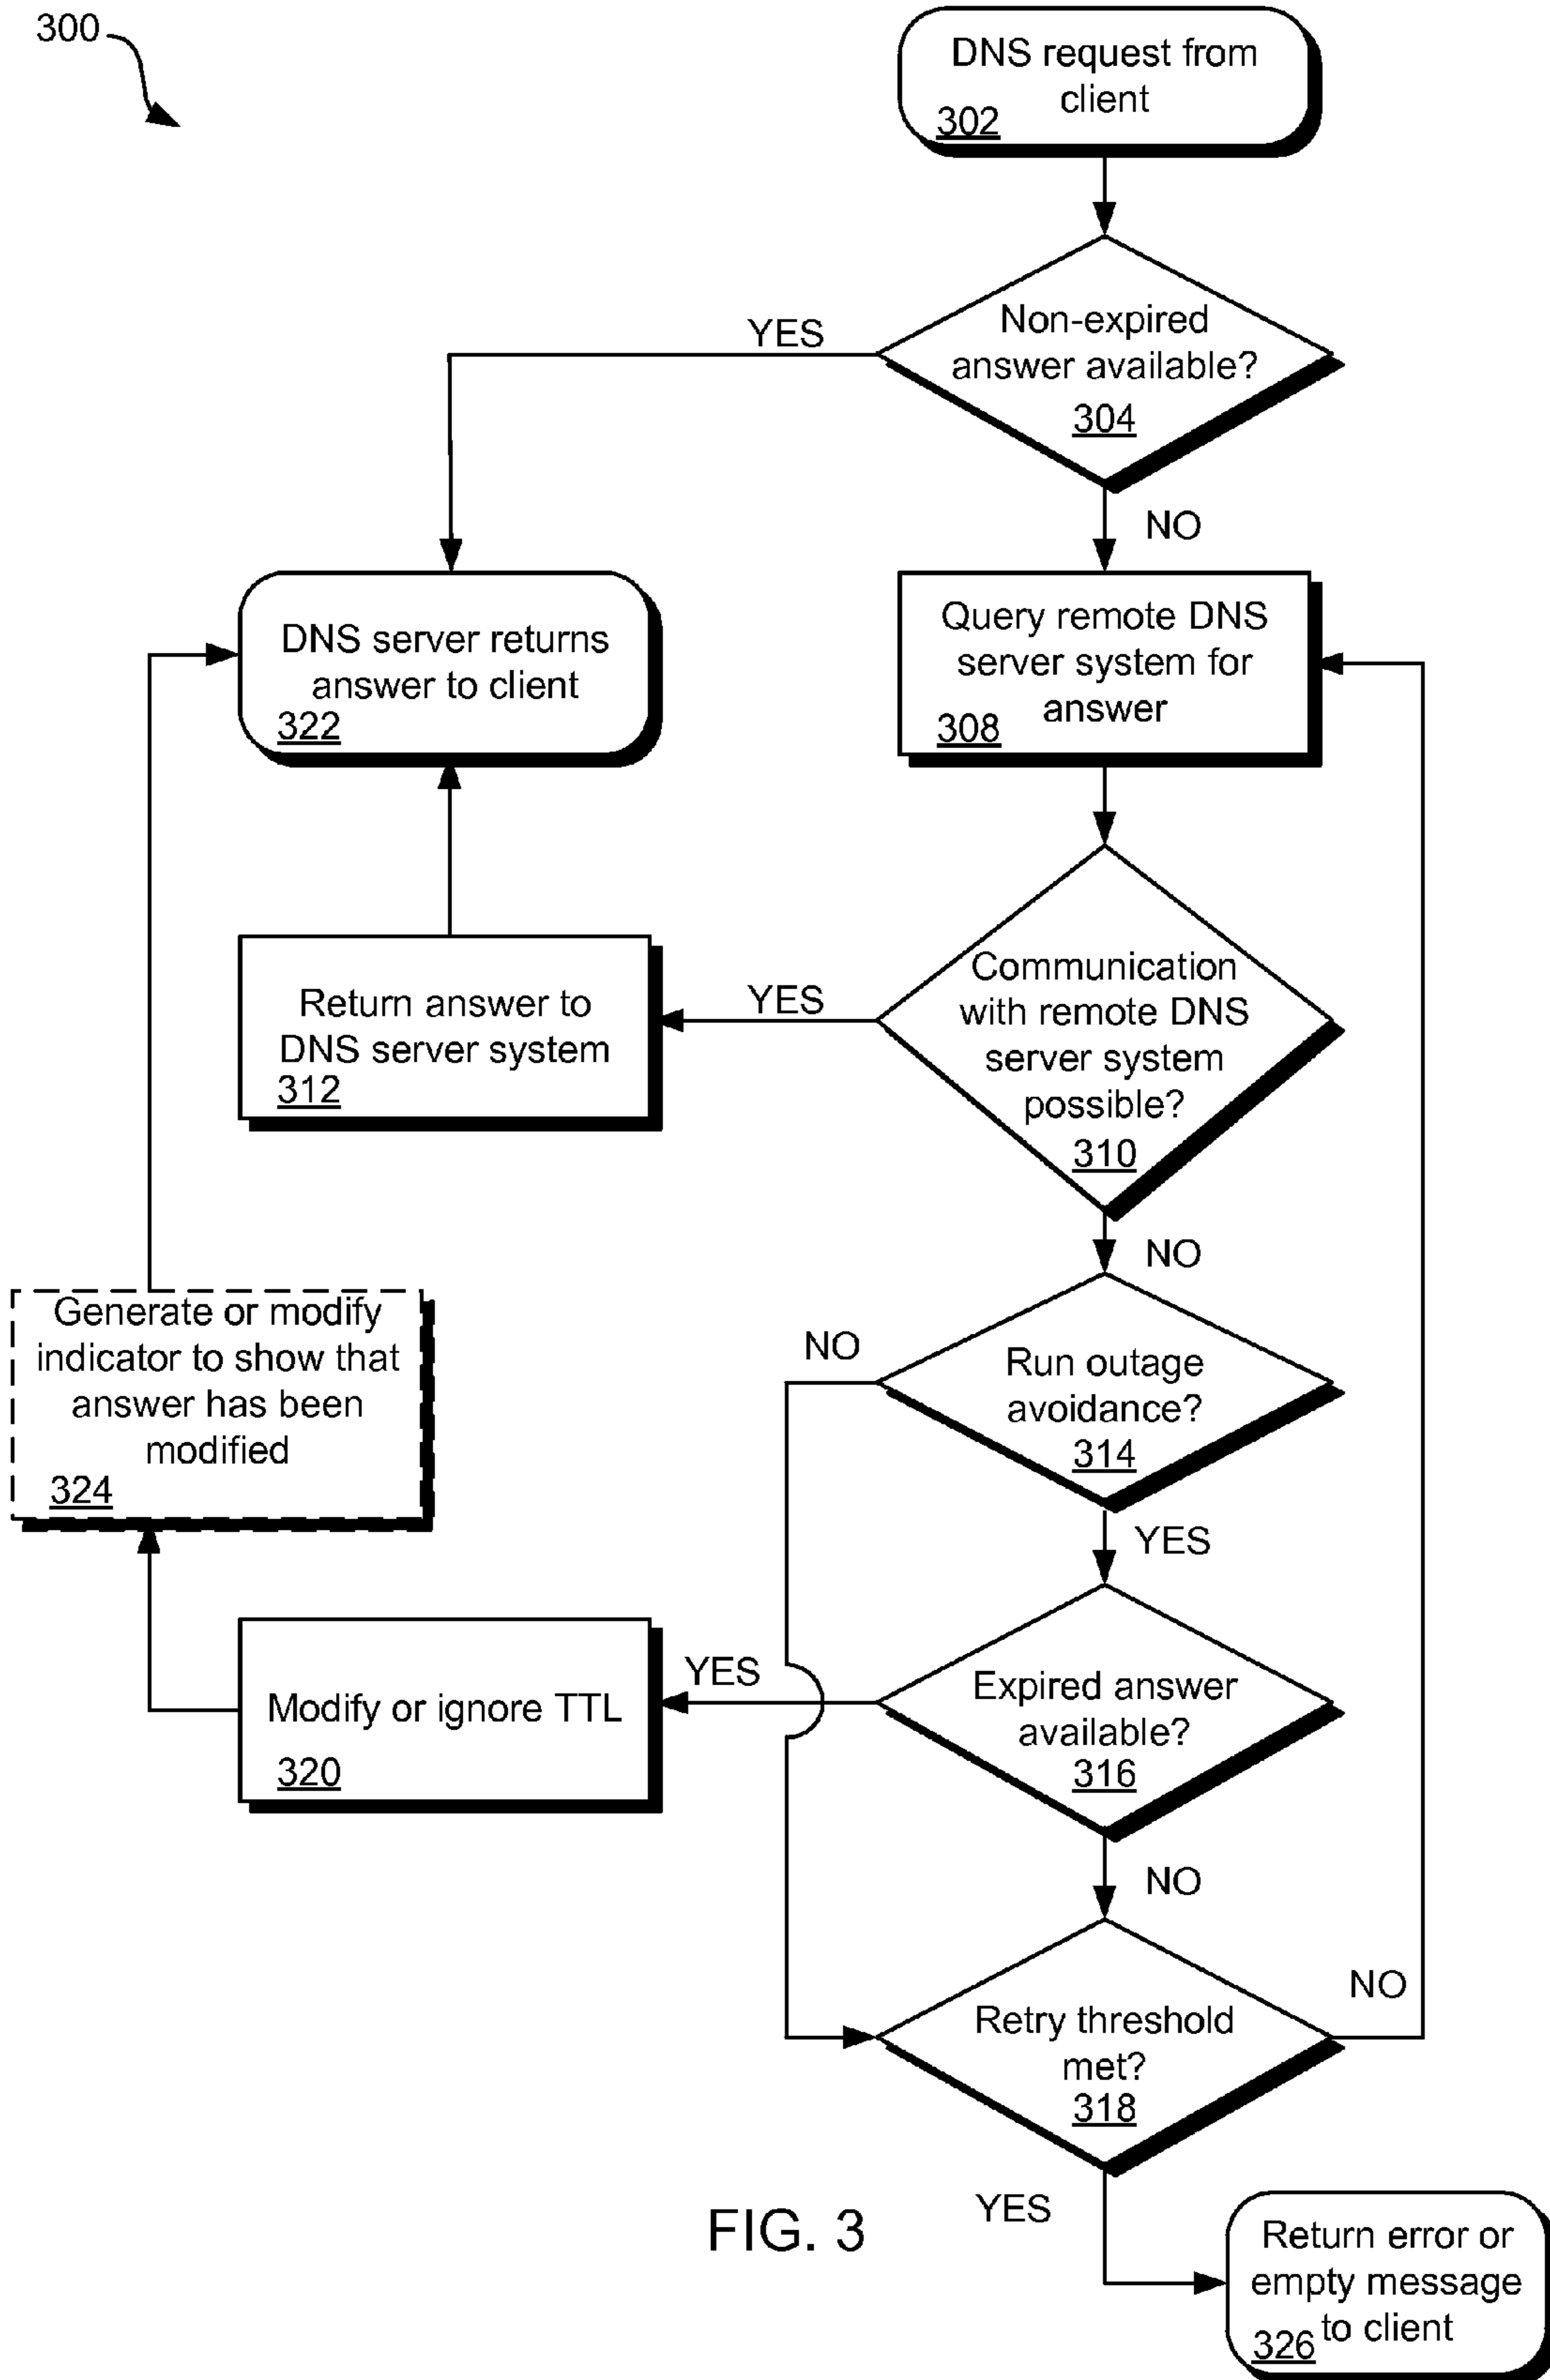 300
DNS request from
client
302
Non-expired
answer available?
304
YES
NO
DNS server returns
answer to client
322
Query remote DNS
server system for
answer
308
Communication
with remote DNS
server system
possible?
310
YES
Return answer to
DNS server system
312
NO
Run outage
avoidance?
314
NO
YES
Generate or modify
indicator to show that
answer has been
modified
324
Expired answer
available?
316
YES
Modify or ignore TTL
320
NO
Retry threshold
met?
318
NO
YES
Return error or
empty message
to client
326
FIG. 3